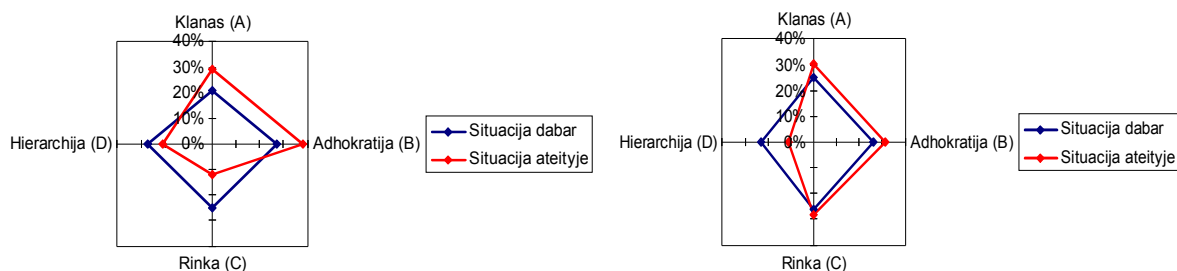 Klanas (A)
40%
30%
20%
10%
0%
Hierarchija (D)
Adhokratija (B)
Rinka (C)
Situacija dabar
Situacija ateityje
Klanas (A)
40%
30%
20%
10%
0%
Hierarchija (D)
Adhokratija (B)
Rinka (C)
Situacija dabar
Situacija ateityje